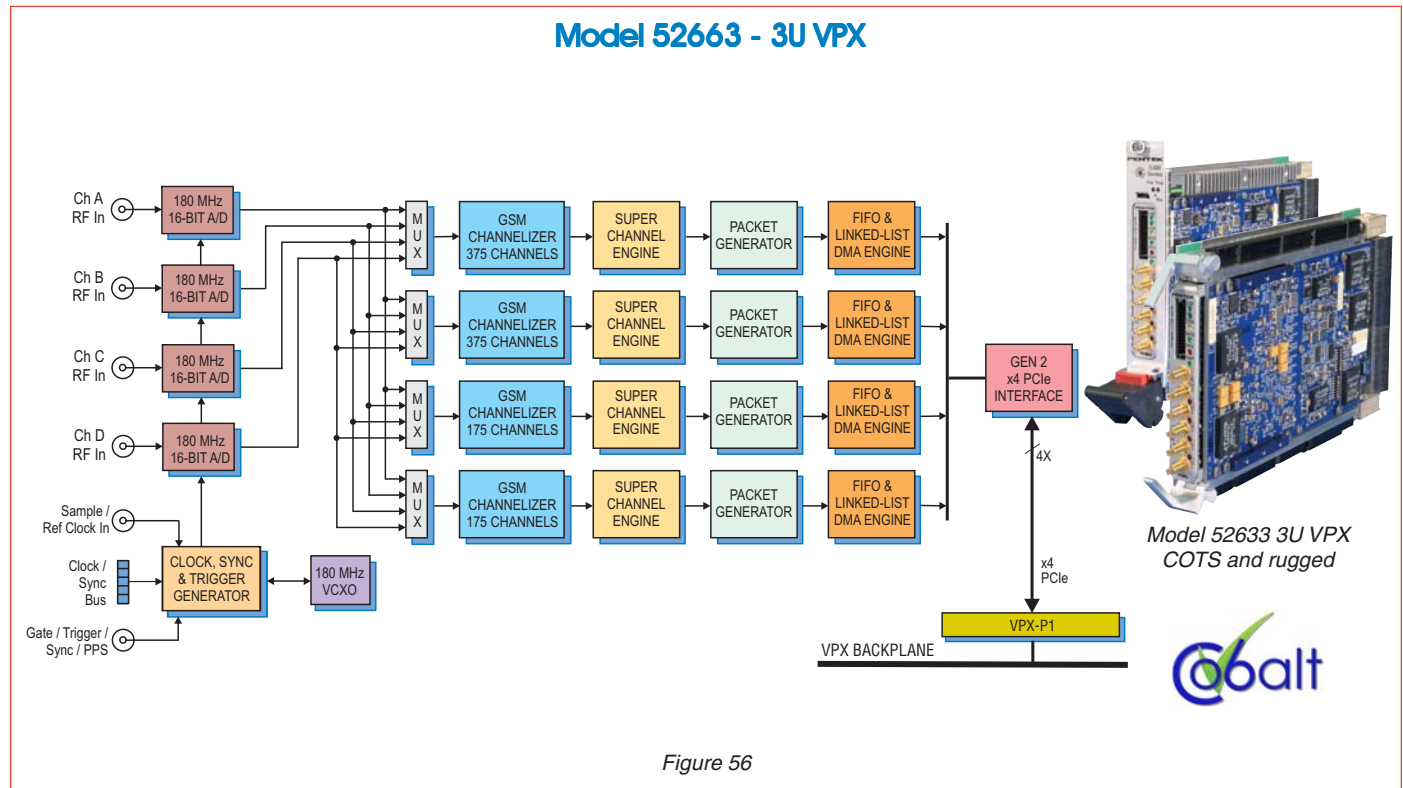 Model 52663 - 3U VPX
Ch A
RF In
180 MHz
16-BIT A/D
Ch B
RF In
180 MHz
16-BIT A/D
Ch C
RF In
180 MHz
16-BIT A/D
Ch D
RF In
180 MHz
16-BIT A/D
Sample /
Ref Clock In
Clock /
Sync
Bus
Gate / Trigger /
Sync / PPS
CLOCK, SYNC
& TRIGGER
GENERATOR
180 MHz
VCXO
M
U
X
GSM
CHANNELIZER
375 CHANNELS
SUPER
CHANNEL
ENGINE
PACKET
GENERATOR
FIFO &
LINKED-LIST
DMA ENGINE
M
U
X
GSM
CHANNELIZER
375 CHANNELS
SUPER
CHANNEL
ENGINE
PACKET
GENERATOR
FIFO &
LINKED-LIST
DMA ENGINE
M
U
X
GSM
CHANNELIZER
175 CHANNELS
SUPER
CHANNEL
ENGINE
PACKET
GENERATOR
FIFO &
LINKED-LIST
DMA ENGINE
M
U
X
GSM
CHANNELIZER
175 CHANNELS
SUPER
CHANNEL
ENGINE
PACKET
GENERATOR
FIFO &
LINKED-LIST
DMA ENGINE
GEN 2
x4 PCIe
INTERFACE
4X
x4
PCIe
VPX-P1
VPX BACKPLANE
PENTEK
Model 52633 3U VPX
COTS and rugged
Cobalt
Figure 56